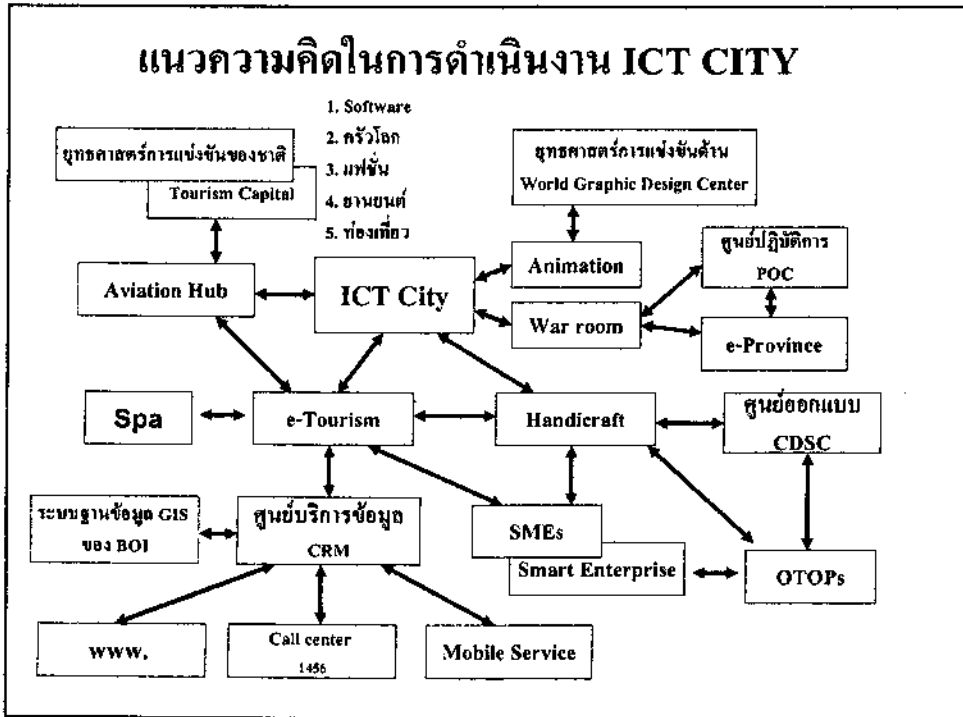 แนวความคิดในการดำเนินงาน ICT CITY
1. Software
2. ครัวโลก
3. แฟชั่น
4. ยานยนต์
5. ท่องเที่ยว
ยุทธศาสตร์การแข่งขันของชาติ
Tourism Capital
ยุทธศาสตร์การแข่งขันด้าน
World Graphic Design Center
Aviation Hub
ICT City
Animation
War room
ศูนย์ปฏิบัติการ
POC
e-Province
Spa
e-Tourism
Handicraft
ศูนย์ออกแบบ
CDSC
ระบบฐานข้อมูล GIS
ของ BOI
ศูนย์บริการข้อมูล
CRM
SMEs
Smart Enterprise
OTOPs
www.
Call center
1456
Mobile Service